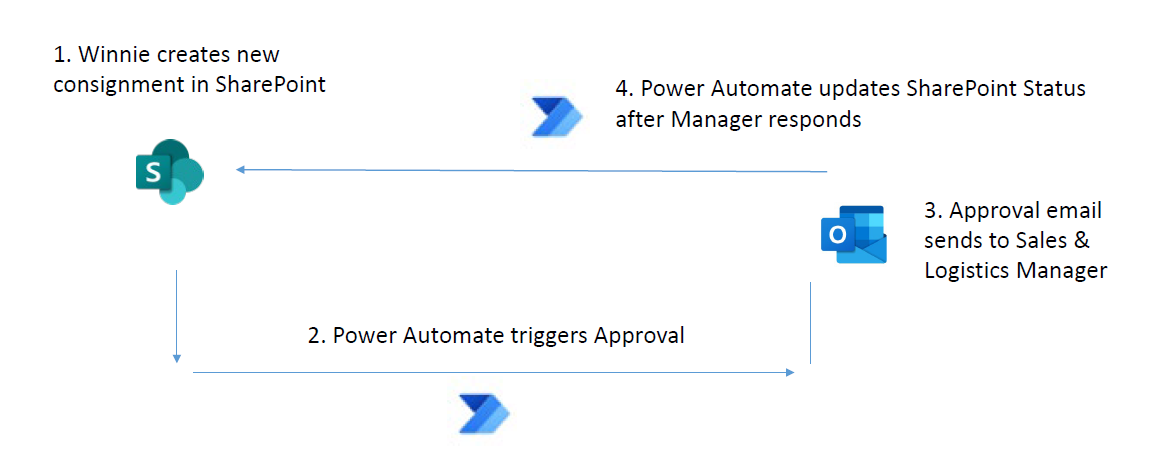 1. Winnie creates new
consignment in SharePoint
4. Power Automate updates SharePoint Status
after Manager responds
S
O
3. Approval email
sends to Sales &
Logistics Manager
2. Power Automate triggers Approval